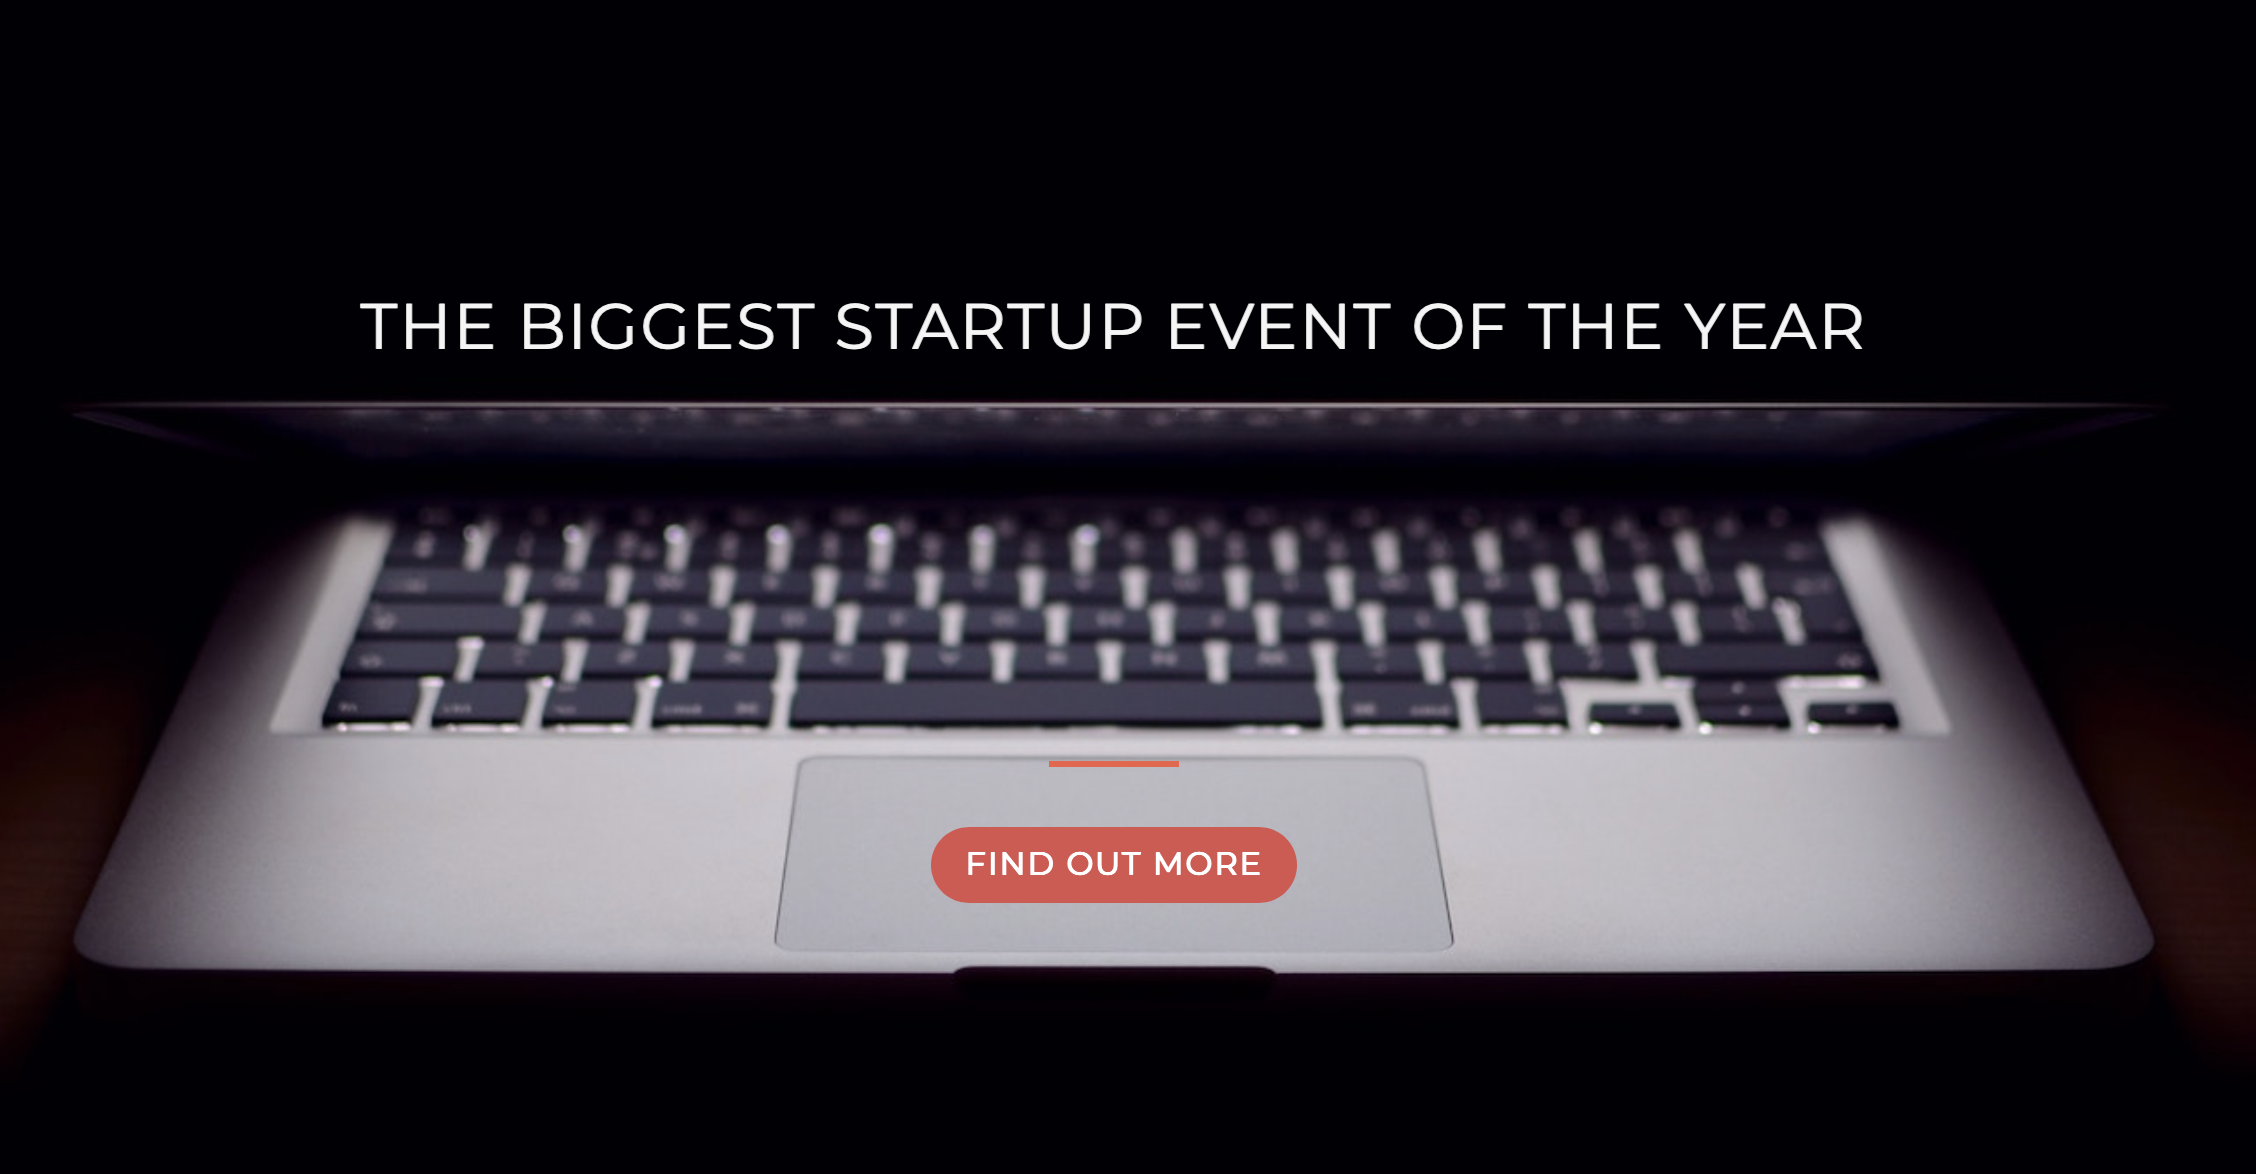 THE BIGGEST STARTUP EVENT OF THE YEAR
FIND OUT MORE